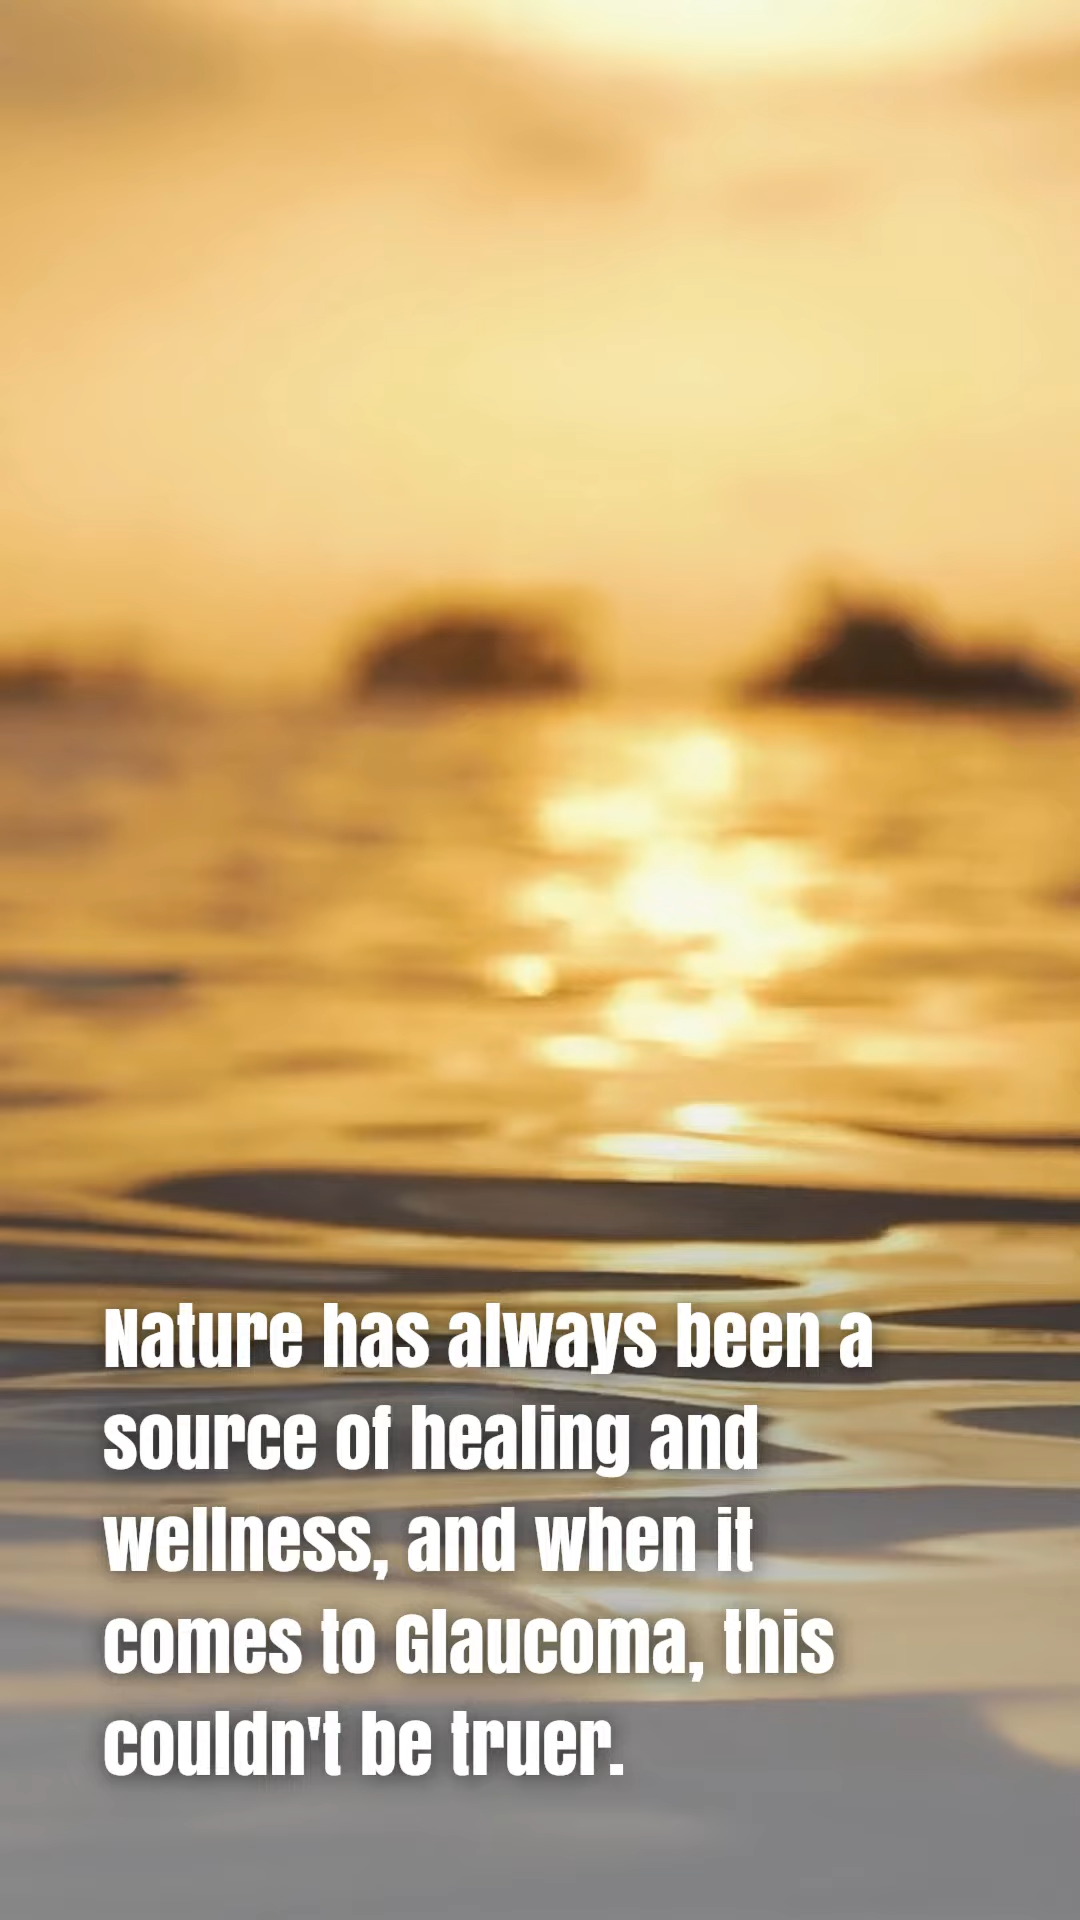 Nature has always been a
source of healing and
wellness, and when it
comes to Glaucoma, this
couldn't be truer.